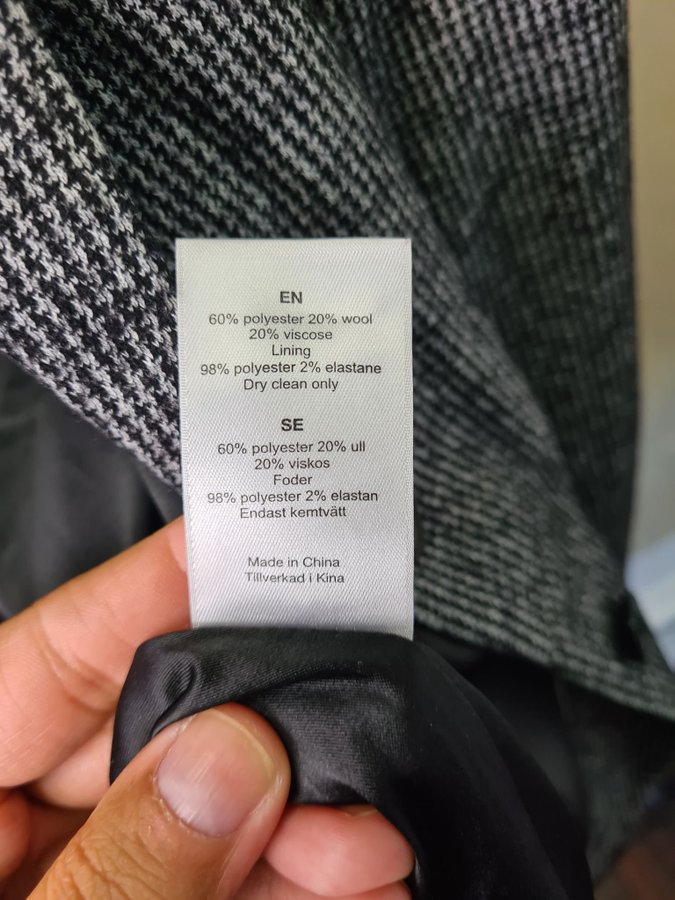 EN
60% polyester 20% wool
20% viscose
Lining
98% polyester 2% elastane
Dry clean only
SE
60% polyester 20% ull
20% viskos
Foder
98% polyester 2% elastan
Endast kemtvätt
Made in China
Tillverkad i Kina